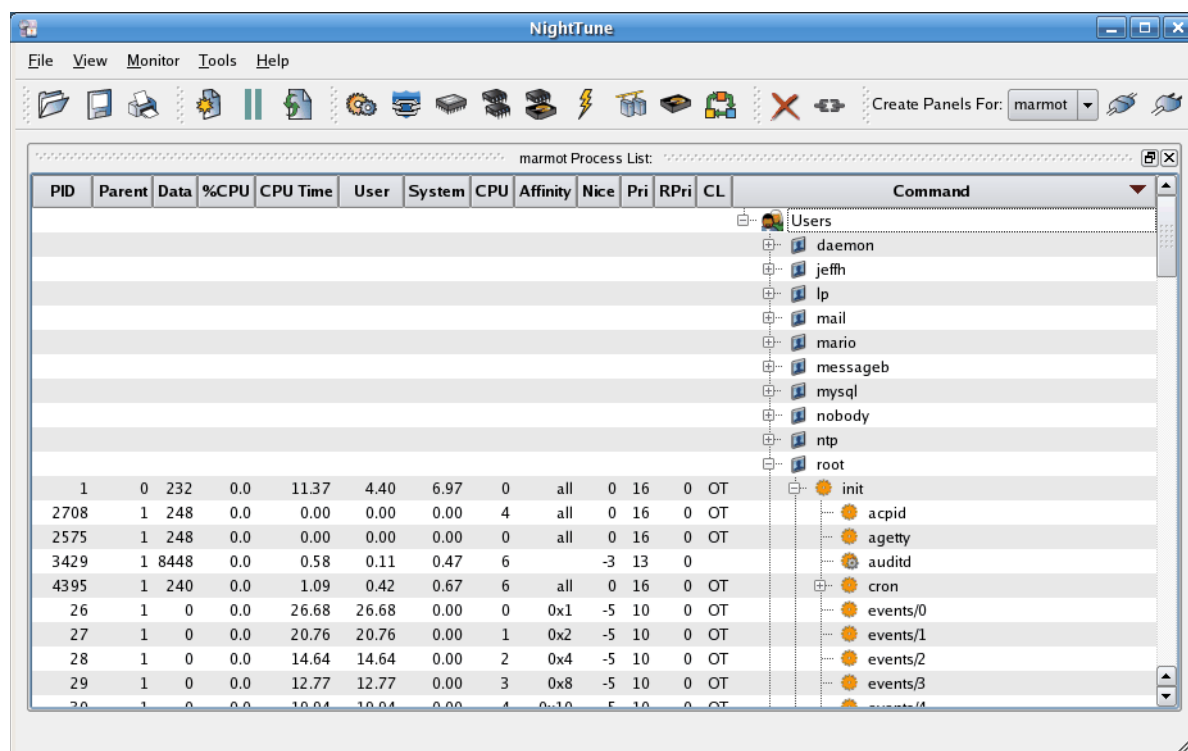 NightTune
File View Monitor Tools Help
Create Panels For: marmot
marmot Process List:
PID Parent Data %CPU CPU Time User System CPU Affinity Nice Pri RPri CL Command
Users
daemon
jeffh
lp
mail
mario
messageb
mysql
nobody
ntp
root
1 0 232 0.0 11.37 4.40 6.97 0 all 0 16 0 OT init
2708 1 248 0.0 0.00 0.00 0.00 4 all 0 16 0 OT acpid
2575 1 248 0.0 0.00 0.00 0.00 0 all 0 16 0 OT agetty
3429 1 8448 0.0 0.58 0.11 0.47 6 -3 13 0 auditd
4395 1 240 0.0 1.09 0.42 0.67 6 all 0 16 0 OT cron
26 1 0 0.0 26.68 26.68 0.00 0 0x1 -5 10 0 OT events/0
27 1 0 0.0 20.76 20.76 0.00 1 0x2 -5 10 0 OT events/1
28 1 0 0.0 14.64 14.64 0.00 2 0x4 -5 10 0 OT events/2
29 1 0 0.0 12.77 12.77 0.00 3 0x8 -5 10 0 OT events/3